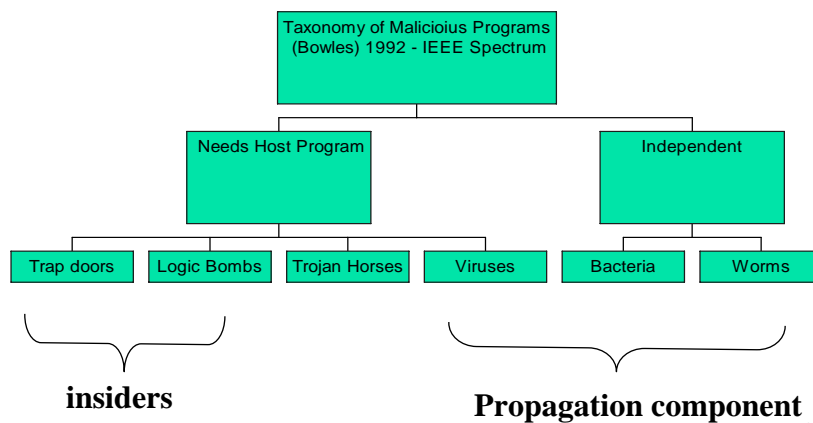 Taxonomy of Malicioius Programs
(Bowles) 1992 - IEEE Spectrum
Needs Host Program
Independent
Trap doors
Logic Bombs
Trojan Horses
Viruses
Bacteria
Worms
insiders
Propagation component